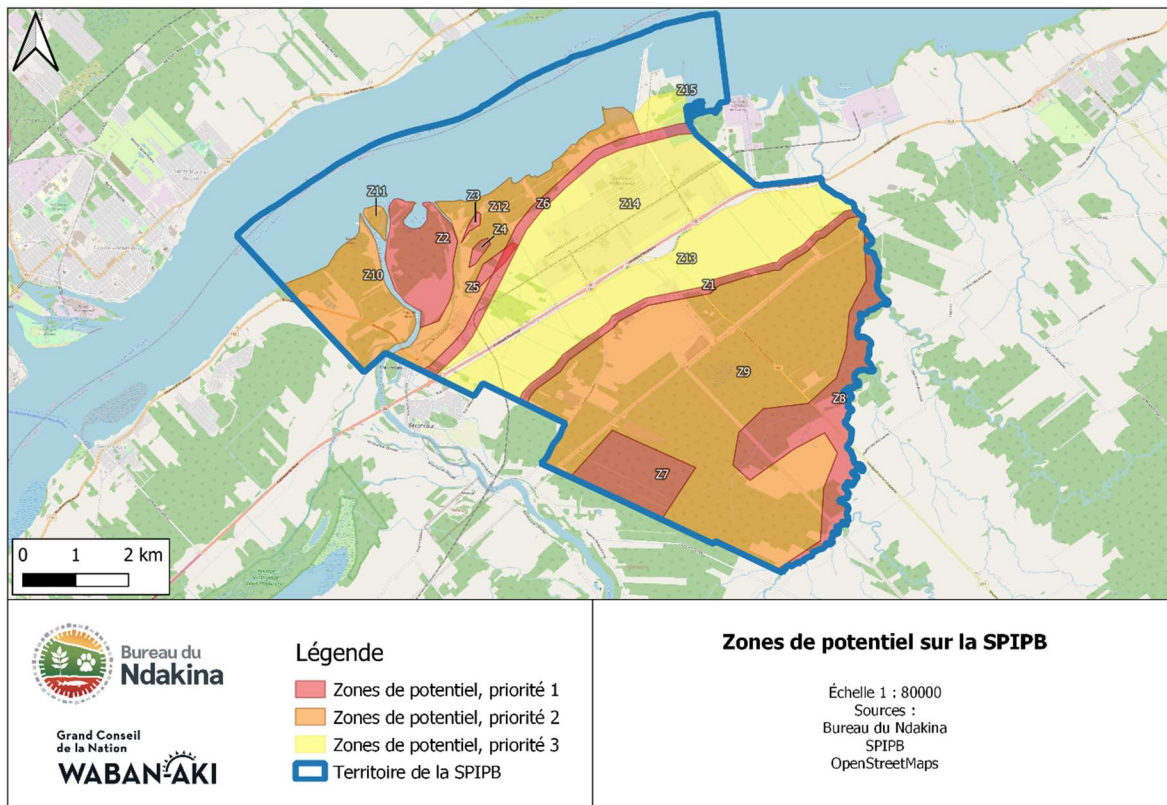 Z15
Z11
Z3
Z12
Z6
Z14
Z2
Z4
Z10
Z5
Z13
Z1
Z9
Z8
Z7
Bécancour
0 1 2 km
Bureau du
Ndakina
Grand Conseil
de la Nation
WABAN-AKI
Légende
Zones de potentiel, priorité 1
Zones de potentiel, priorité 2
Zones de potentiel, priorité 3
Territoire de la SPIPB
Zones de potentiel sur la SPIPB
Échelle 1 : 80000
Sources :
Bureau du Ndakina
SPIPB
OpenStreetMaps